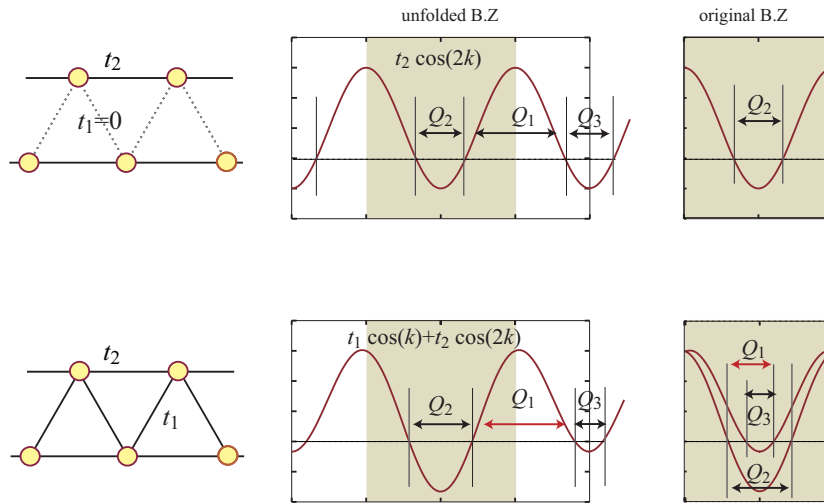 unfolded B.Z
original B.Z
t₂
t₁≒0
t₂ cos(2k)
Q₂
Q₁
Q₃
Q₂
t₂
t₁
t₁ cos(k)+t₂ cos(2k)
Q₂
Q₁
Q₃
Q₁
Q₃
Q₂